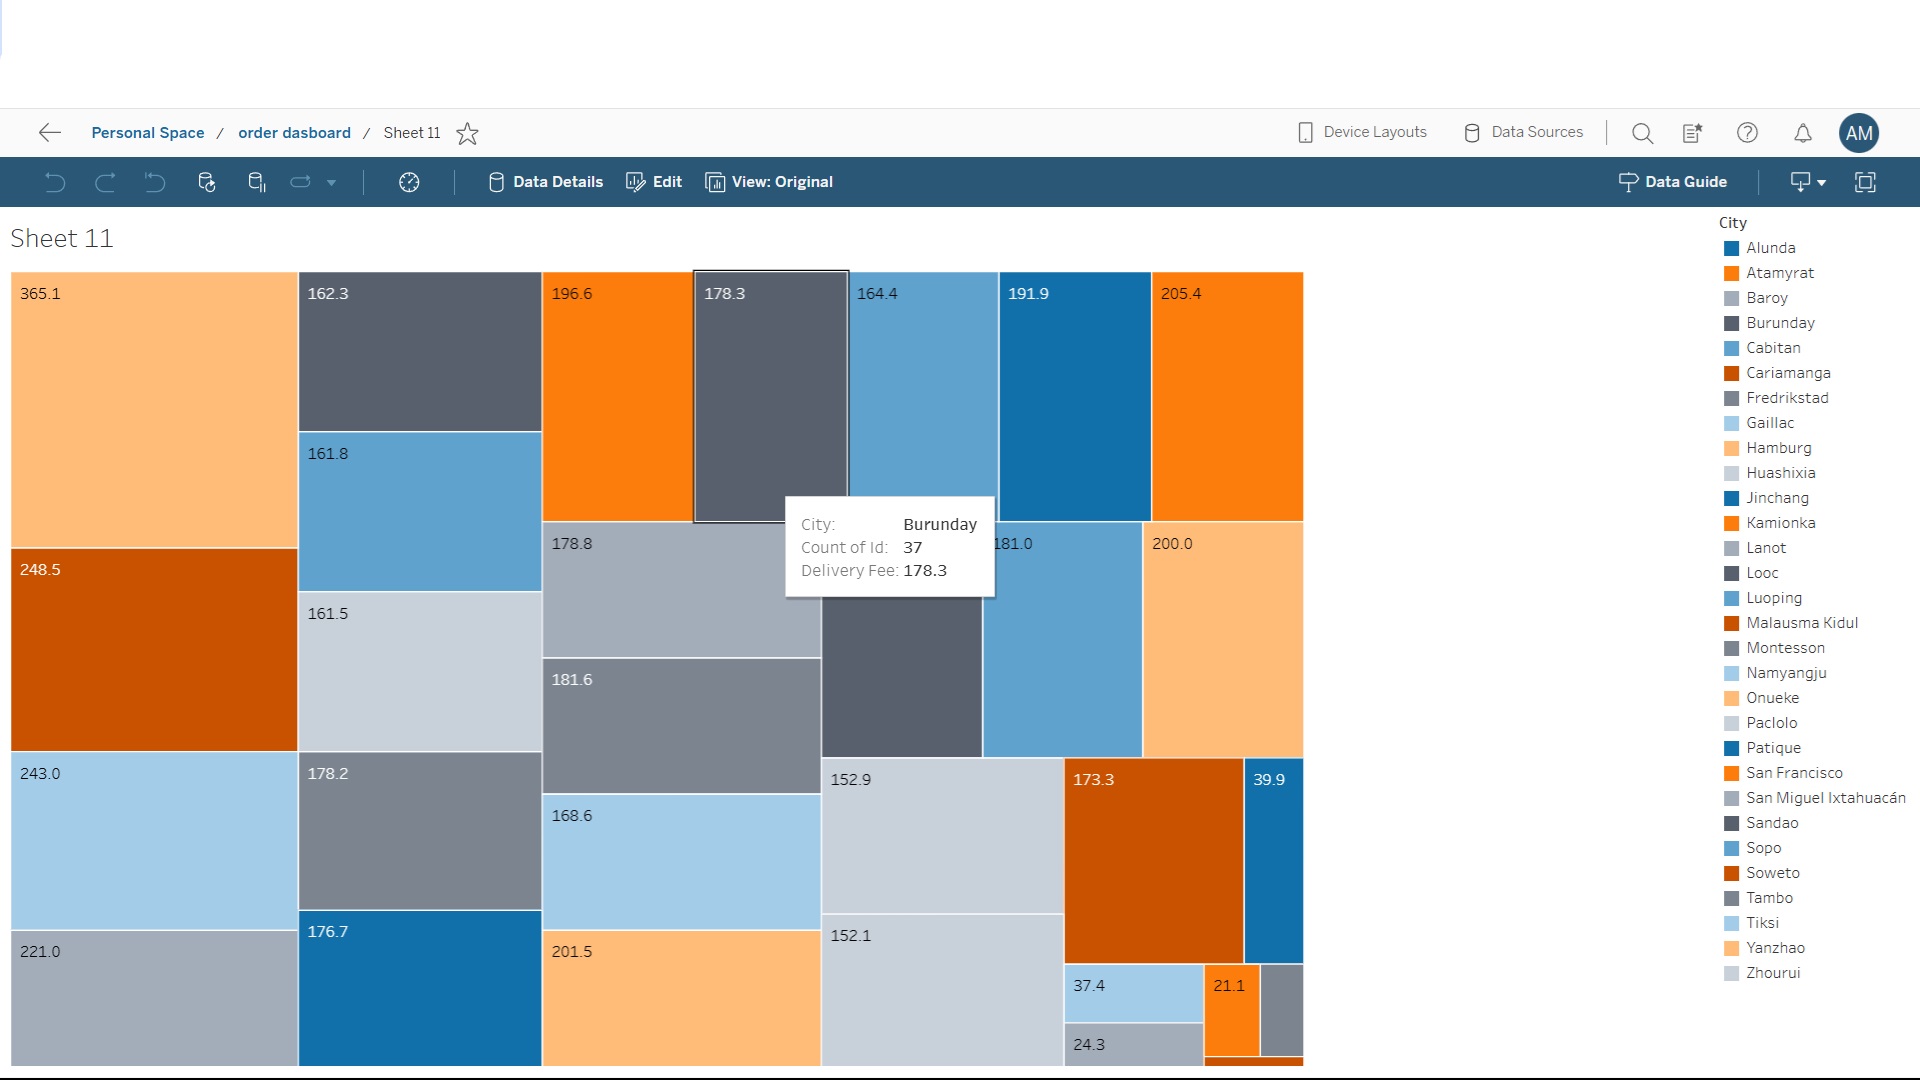 Personal Space / order dasboard / Sheet 11
Device Layouts
Data Sources
AM
Data Details
Edit
View: Original
Data Guide
Sheet 11
365.1
162.3
196.6
178.3
164.4
191.9
205.4
161.8
178.8
181.0
200.0
248.5
161.5
181.6
243.0
178.2
168.6
152.9
173.3
39.9
221.0
176.7
201.5
152.1
37.4
21.1
24.3
City: Burunday
Count of Id: 37
Delivery Fee: 178.3
City
Alunda
Atamyrat
Baroy
Burunday
Cabitan
Cariamanga
Fredrikstad
Gaillac
Hamburg
Huashixia
Jinchang
Kamionka
Lanot
Looc
Luoping
Malausma Kidul
Montesson
Namyangju
Onueke
Paclolo
Patique
San Francisco
San Miguel Ixtahuacán
Sandao
Sopo
Soweto
Tambo
Tiksi
Yanzhao
Zhourui